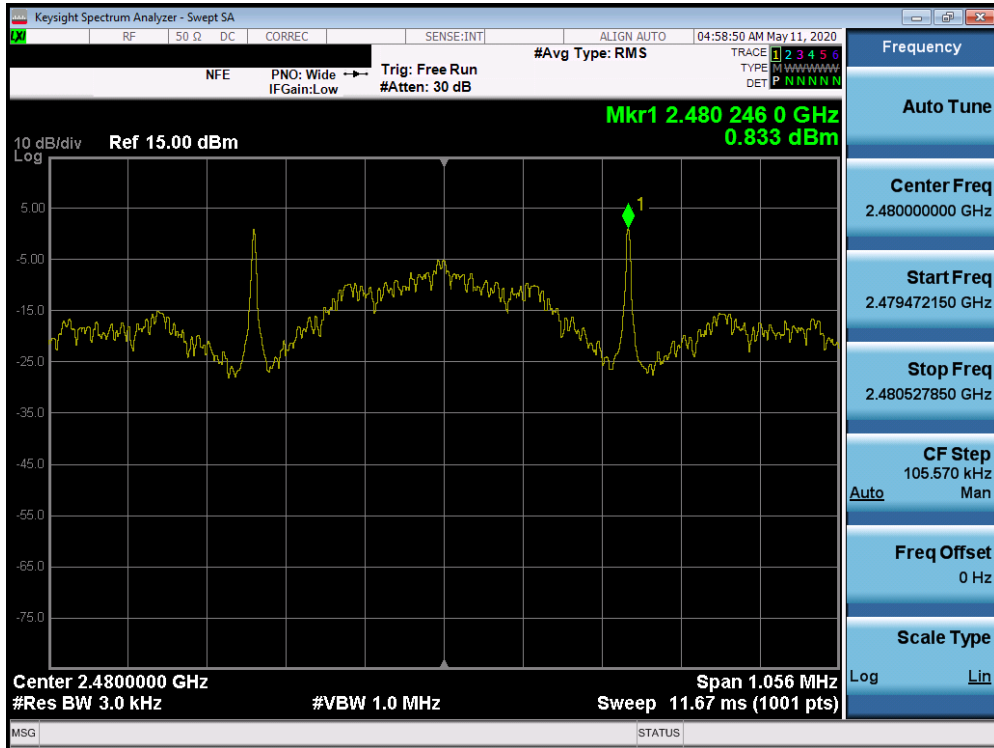 Keysight Spectrum Analyzer - Swept SA
LXI RF 50 Ω DC CORREC SENSE:INT ALIGN AUTO 04:58:50 AM May 11, 2020
NFE PNO: Wide Trig: Free Run #Avg Type: RMS TRACE 1 2 3 4 5 6
IFGain:Low #Atten: 30 dB TYPE M WWWWW
DET P N N N N N
Mkr1 2.480 246 0 GHz
0.833 dBm
10 dB/div Ref 15.00 dBm
Log
1
5.00
-5.00
-15.0
-25.0
-35.0
-45.0
-55.0
-65.0
-75.0
Center 2.4800000 GHz Span 1.056 MHz
#Res BW 3.0 kHz #VBW 1.0 MHz Sweep 11.67 ms (1001 pts)
MSG STATUS
Frequency
Auto Tune
Center Freq
2.480000000 GHz
Start Freq
2.479472150 GHz
Stop Freq
2.480527850 GHz
CF Step
105.570 kHz
Auto Man
Freq Offset
0 Hz
Scale Type
Log Lin